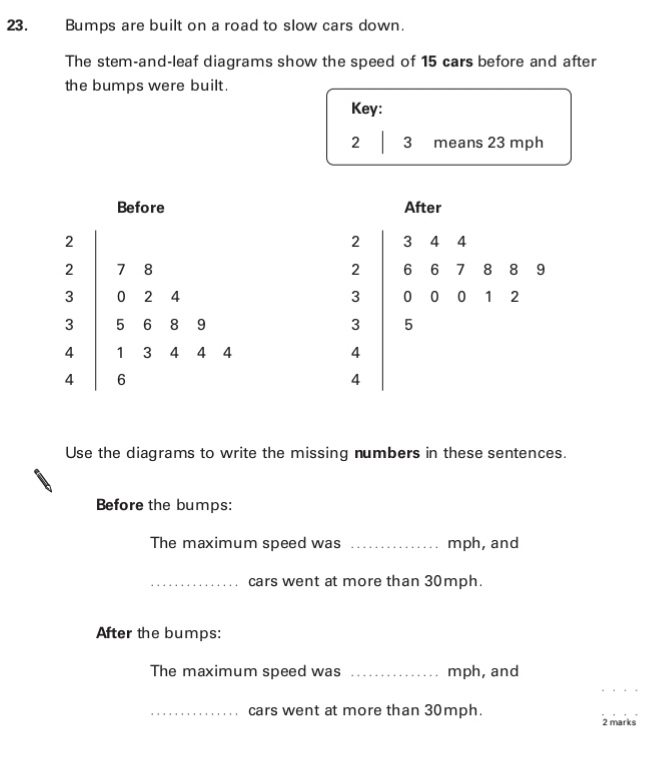 23. Bumps are built on a road to slow cars down.
The stem-and-leaf diagrams show the speed of 15 cars before and after
the bumps were built.
Key:
2 | 3 means 23 mph
Before After
2 | 2 | 3 4 4
2 | 7 8 2 | 6 6 7 8 8 9
3 | 0 2 4 3 | 0 0 0 1 2
3 | 5 6 8 9 3 | 5
4 | 1 3 4 4 4 4 |
4 | 6 4 |
Use the diagrams to write the missing numbers in these sentences.
Before the bumps:
The maximum speed was ............... mph, and
............... cars went at more than 30mph.
After the bumps:
The maximum speed was ............... mph, and
............... cars went at more than 30mph.
2 marks